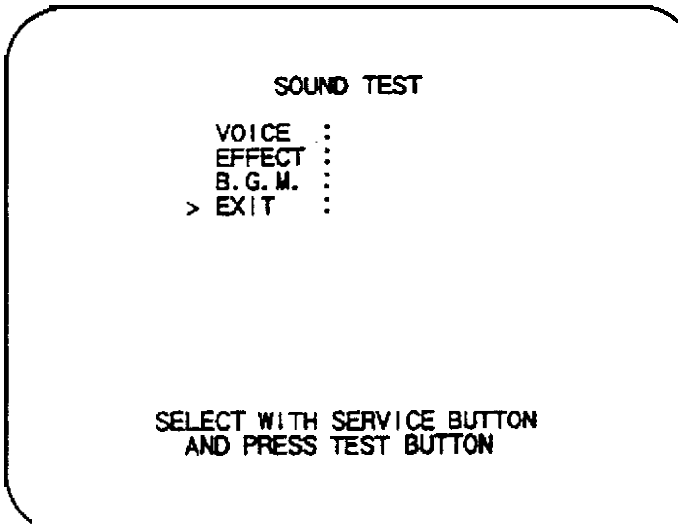 SOUND TEST
VOICE :
EFFECT :
B.G.M. :
> EXIT :
SELECT WITH SERVICE BUTTON
AND PRESS TEST BUTTON